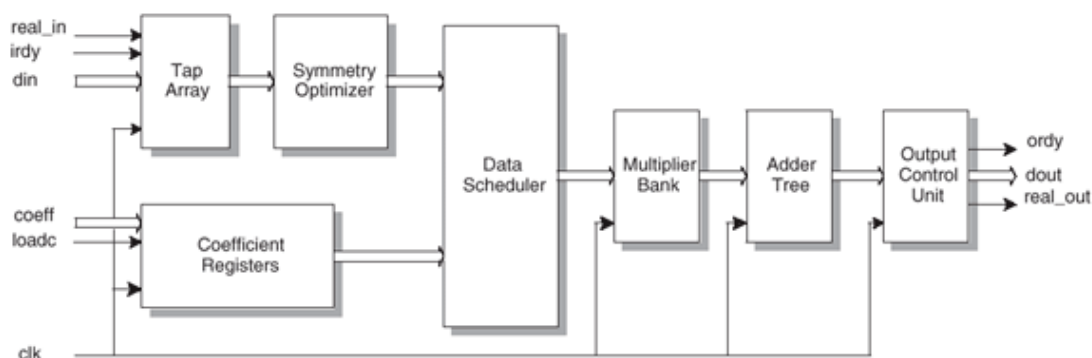 real_in
irdy
din
Tap
Array
Symmetry
Optimizer
Data
Scheduler
Multiplier
Bank
Adder
Tree
Output
Control
Unit
ordy
dout
real_out
coeff
loadc
Coefficient
Registers
clk